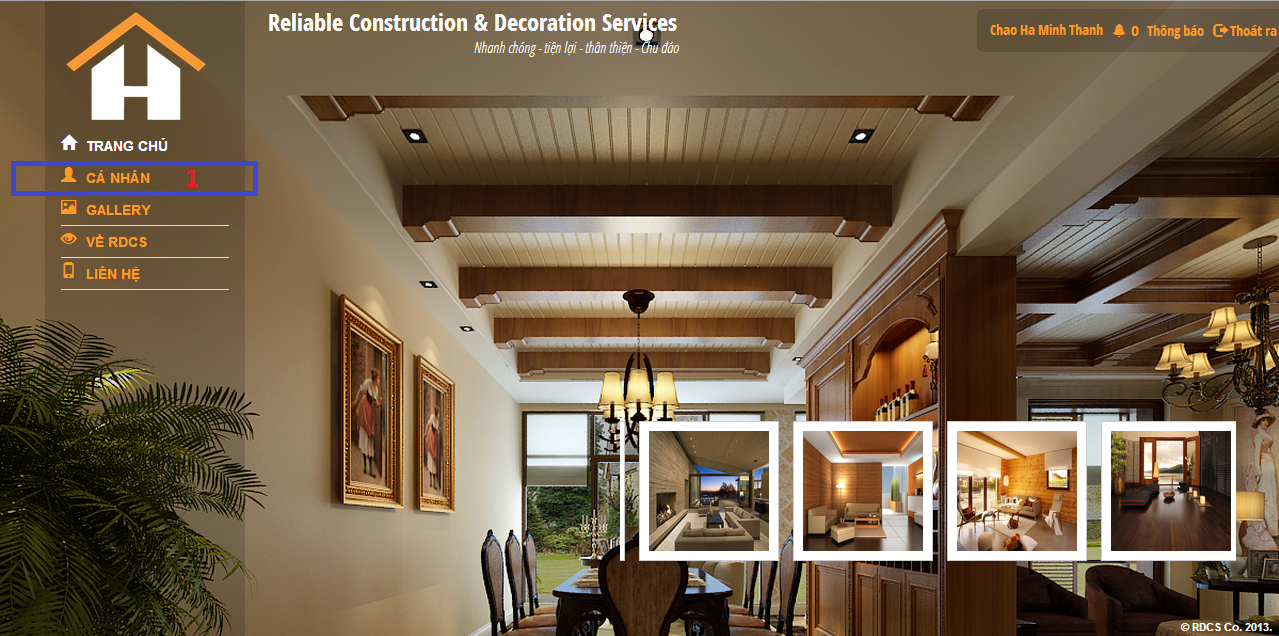 Reliable Construction & Decoration Services
Nhanh chóng - tiện lợi - thân thiện - Chu đáo
Chao Ha Minh Thanh 0 Thông báo Thoát ra
H
TRANG CHỦ
CÁ NHÂN 1
GALLERY
VỀ RDCS
LIÊN HỆ
© RDCS Co. 2013.